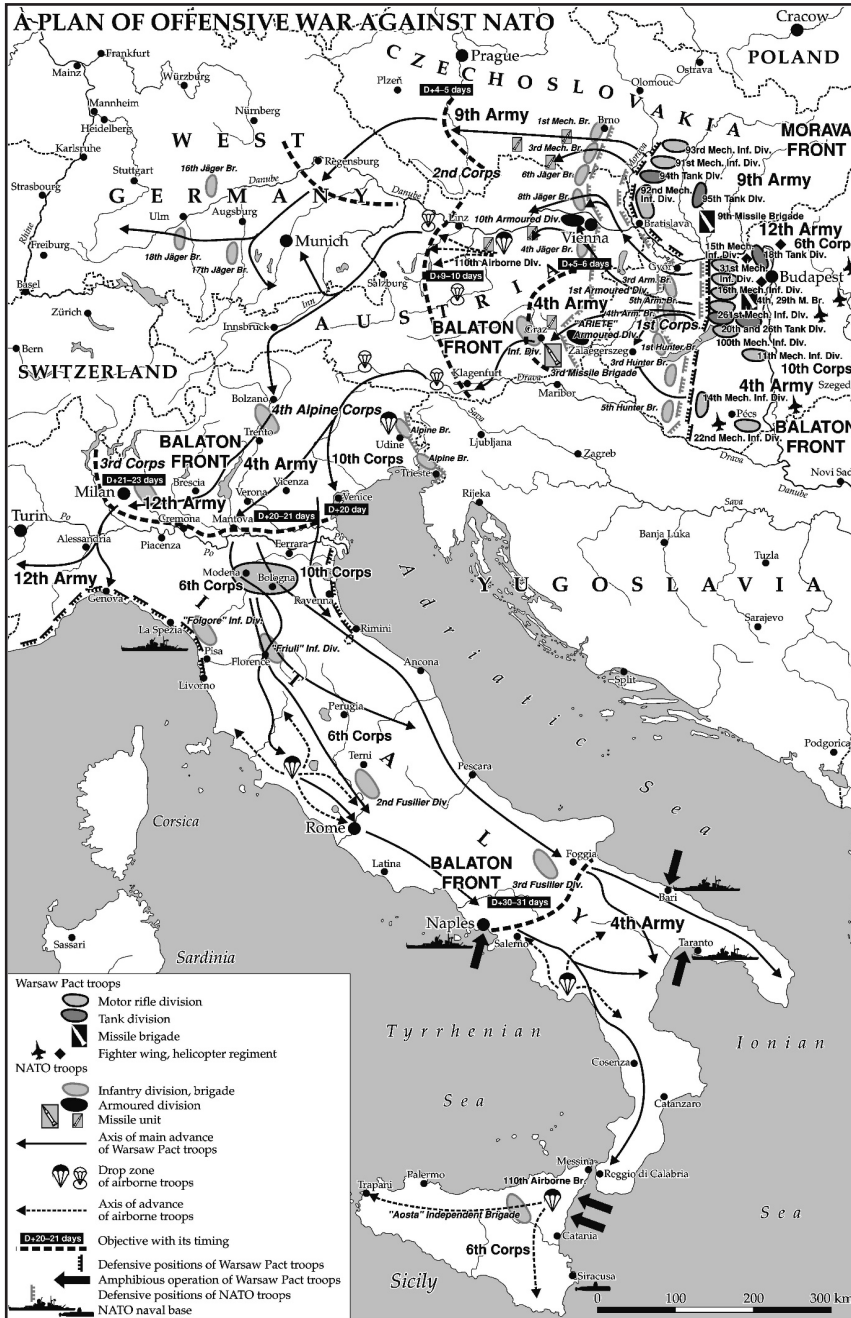 A PLAN OF OFFENSIVE WAR AGAINST NATO
Cracow
POLAND
Prague
Frankfurt
Mainz
Würzburg
Plzeň
CZECHOSLOVAKIA
Ostrava
Olomouc
D+4–5 days
9th Army
Mannheim
Heidelberg
Nürnberg
1st Mech. Br.
Brno
Karlsruhe
WEST
GERMANY
Regensburg
Stuttgart
Strasbourg
Rhine
16th Jäger Br.
Danube
Ulm
Augsburg
Munich
18th Jäger Br.
17th Jäger Br.
Freiburg
Basel
2nd Corps
3rd Mech. Br.
6th Jäger Br.
8th Jäger Br.
Morava
93rd Mech. Inf. Div.
91st Mech. Inf. Div.
94th Tank Div.
92nd Mech.
Inf. Div.
95th Tank Div.
MORAVA
FRONT
9th Army
9th Missile Brigade
Danube
Linz
10th Armoured Div.
Vienna
Bratislava
4th Jäger Br.
110th Airborne Div.
D+5–6 days
D+9–10 days
Győr
12th Army
6th Corps
15th Mech.
Inf. Div.
18th Tank Div.
31st Mech.
Inf. Div.
Budapest
16th Mech. Inf. Div.
4th, 29th M. Br.
261st Mech. Inf. Div.
20th and 26th Tank Div.
100th Mech. Inf. Div.
11th Mech. Inf. Div.
10th Corps
Szeged
4th Army
14th Mech. Inf. Div.
Pécs
22nd Mech. Inf. Div.
BALATON
FRONT
Drava
Danube
Novi Sad
3rd Arm. Br.
1st Armoured Div.
5th Arm. Br.
4th Arm. Br.
1st Corps
4th Army
"ARIETE"
Armoured Div.
Graz
Inf. Div.
Zalaegerszeg
3rd Missile Brigade
1st Hunter Br.
3rd Hunter Br.
5th Hunter Br.
BALATON
FRONT
Salzburg
Inn
AUSTRIA
Innsbruck
Zürich
Bern
SWITZERLAND
Klagenfurt
Drava
Maribor
Bolzano
4th Alpine Corps
Trento
Udine
Alpine Br.
Alpine Br.
Trieste
Sava
Ljubljana
Zagreb
BALATON
FRONT
4th Army
10th Corps
3rd Corps
D+21–23 days
Milan
Brescia
12th Army
Verona
Vicenza
Venice
D+20 day
D+20–21 days
Mantova
Cremona
Piacenza
Po
Po
Po
Ferrara
Turin
Alessandria
12th Army
Genova
Modena
Bologna
6th Corps
10th Corps
Ravenna
Rimini
Rijeka
Sava
Banja Luka
Tuzla
YUGOSLAVIA
Sarajevo
Split
Podgorica
La Spezia
"Folgore" Inf. Div.
Pisa
Livorno
Florence
"Friuli" Inf. Div.
Ancona
Adriatic
Sea
ITALY
Perugia
6th Corps
Terni
Pescara
2nd Fusilier Div.
Rome
Corsica
Latina
BALATON
FRONT
3rd Fusilier Div.
Foggia
D+30–31 days
Bari
Naples
Salerno
4th Army
Taranto
Sassari
Sardinia
Tyrrhenian
Sea
Ionian
Sea
Cosenza
Catanzaro
Messina
Reggio di Calabria
Palermo
Trapani
110th Airborne Br.
"Aosta" Independent Brigade
Catania
6th Corps
Sicily
Siracusa
0 100 200 300 km
Warsaw Pact troops
Motor rifle division
Tank division
Missile brigade
Fighter wing, helicopter regiment
NATO troops
Infantry division, brigade
Armoured division
Missile unit
Axis of main advance
of Warsaw Pact troops
Drop zone
of airborne troops
Axis of advance
of airborne troops
D+20–21 days
Objective with its timing
Defensive positions of Warsaw Pact troops
Amphibious operation of Warsaw Pact troops
Defensive positions of NATO troops
NATO naval base